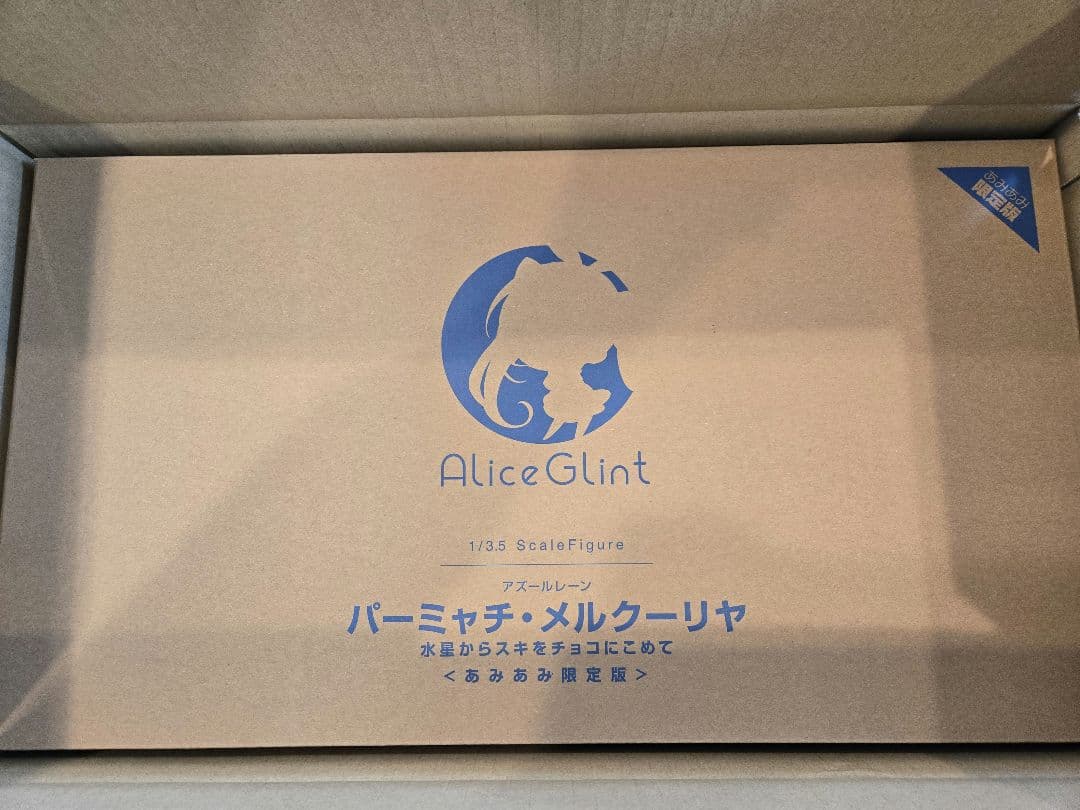 あみあみ
限定版
AliceGlint
1/3.5 ScaleFigure
アズールレーン
パーミャチ・メルクーリヤ
水星からスキをチョコにこめて
<あみあみ限定版>